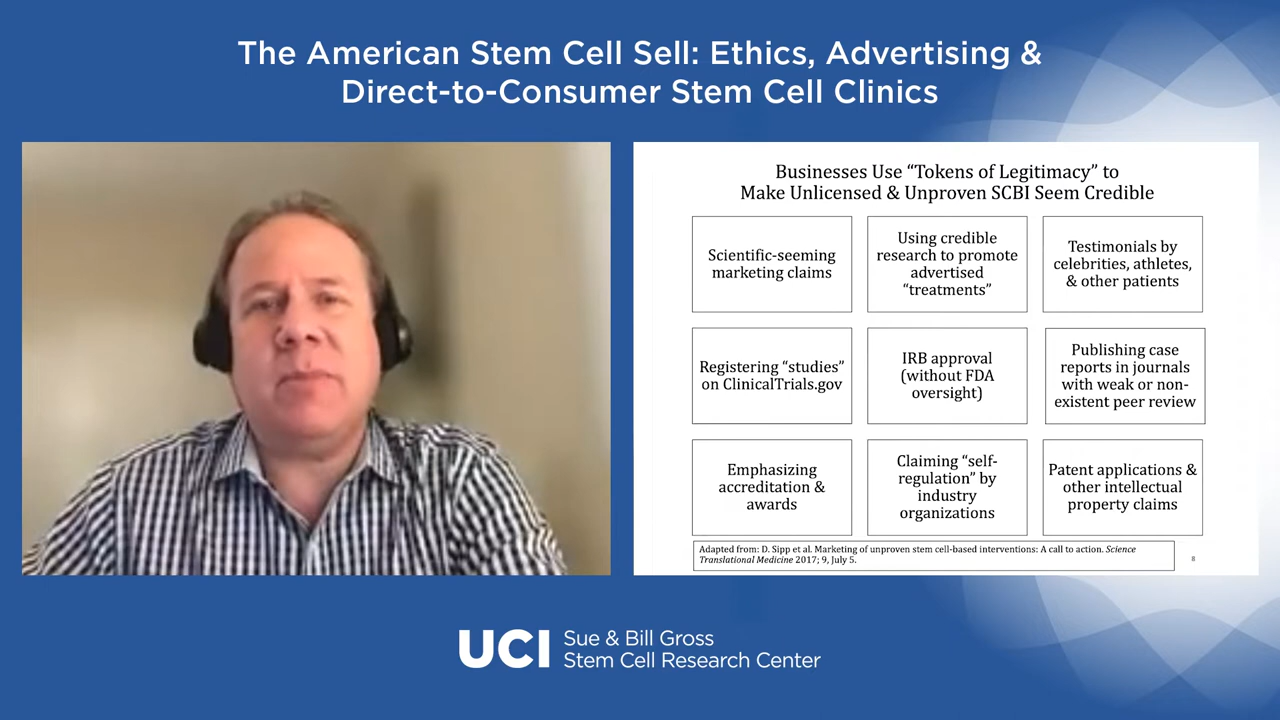 The American Stem Cell Sell: Ethics, Advertising &
Direct-to-Consumer Stem Cell Clinics
Businesses Use “Tokens of Legitimacy” to
Make Unlicensed & Unproven SCBI Seem Credible
Scientific-seeming
marketing claims
Using credible
research to promote
advertised
“treatments”
Testimonials by
celebrities, athletes,
& other patients
Registering “studies”
on ClinicalTrials.gov
IRB approval
(without FDA
oversight)
Publishing case
reports in journals
with weak or non-
existent peer review
Emphasizing
accreditation &
awards
Claiming “self-
regulation” by
industry
organizations
Patent applications &
other intellectual
property claims
Adapted from: D. Sipp et al. Marketing of unproven stem cell-based interventions: A call to action. Science
Translational Medicine 2017; 9, July 5.
8
UCI
Sue & Bill Gross
Stem Cell Research Center